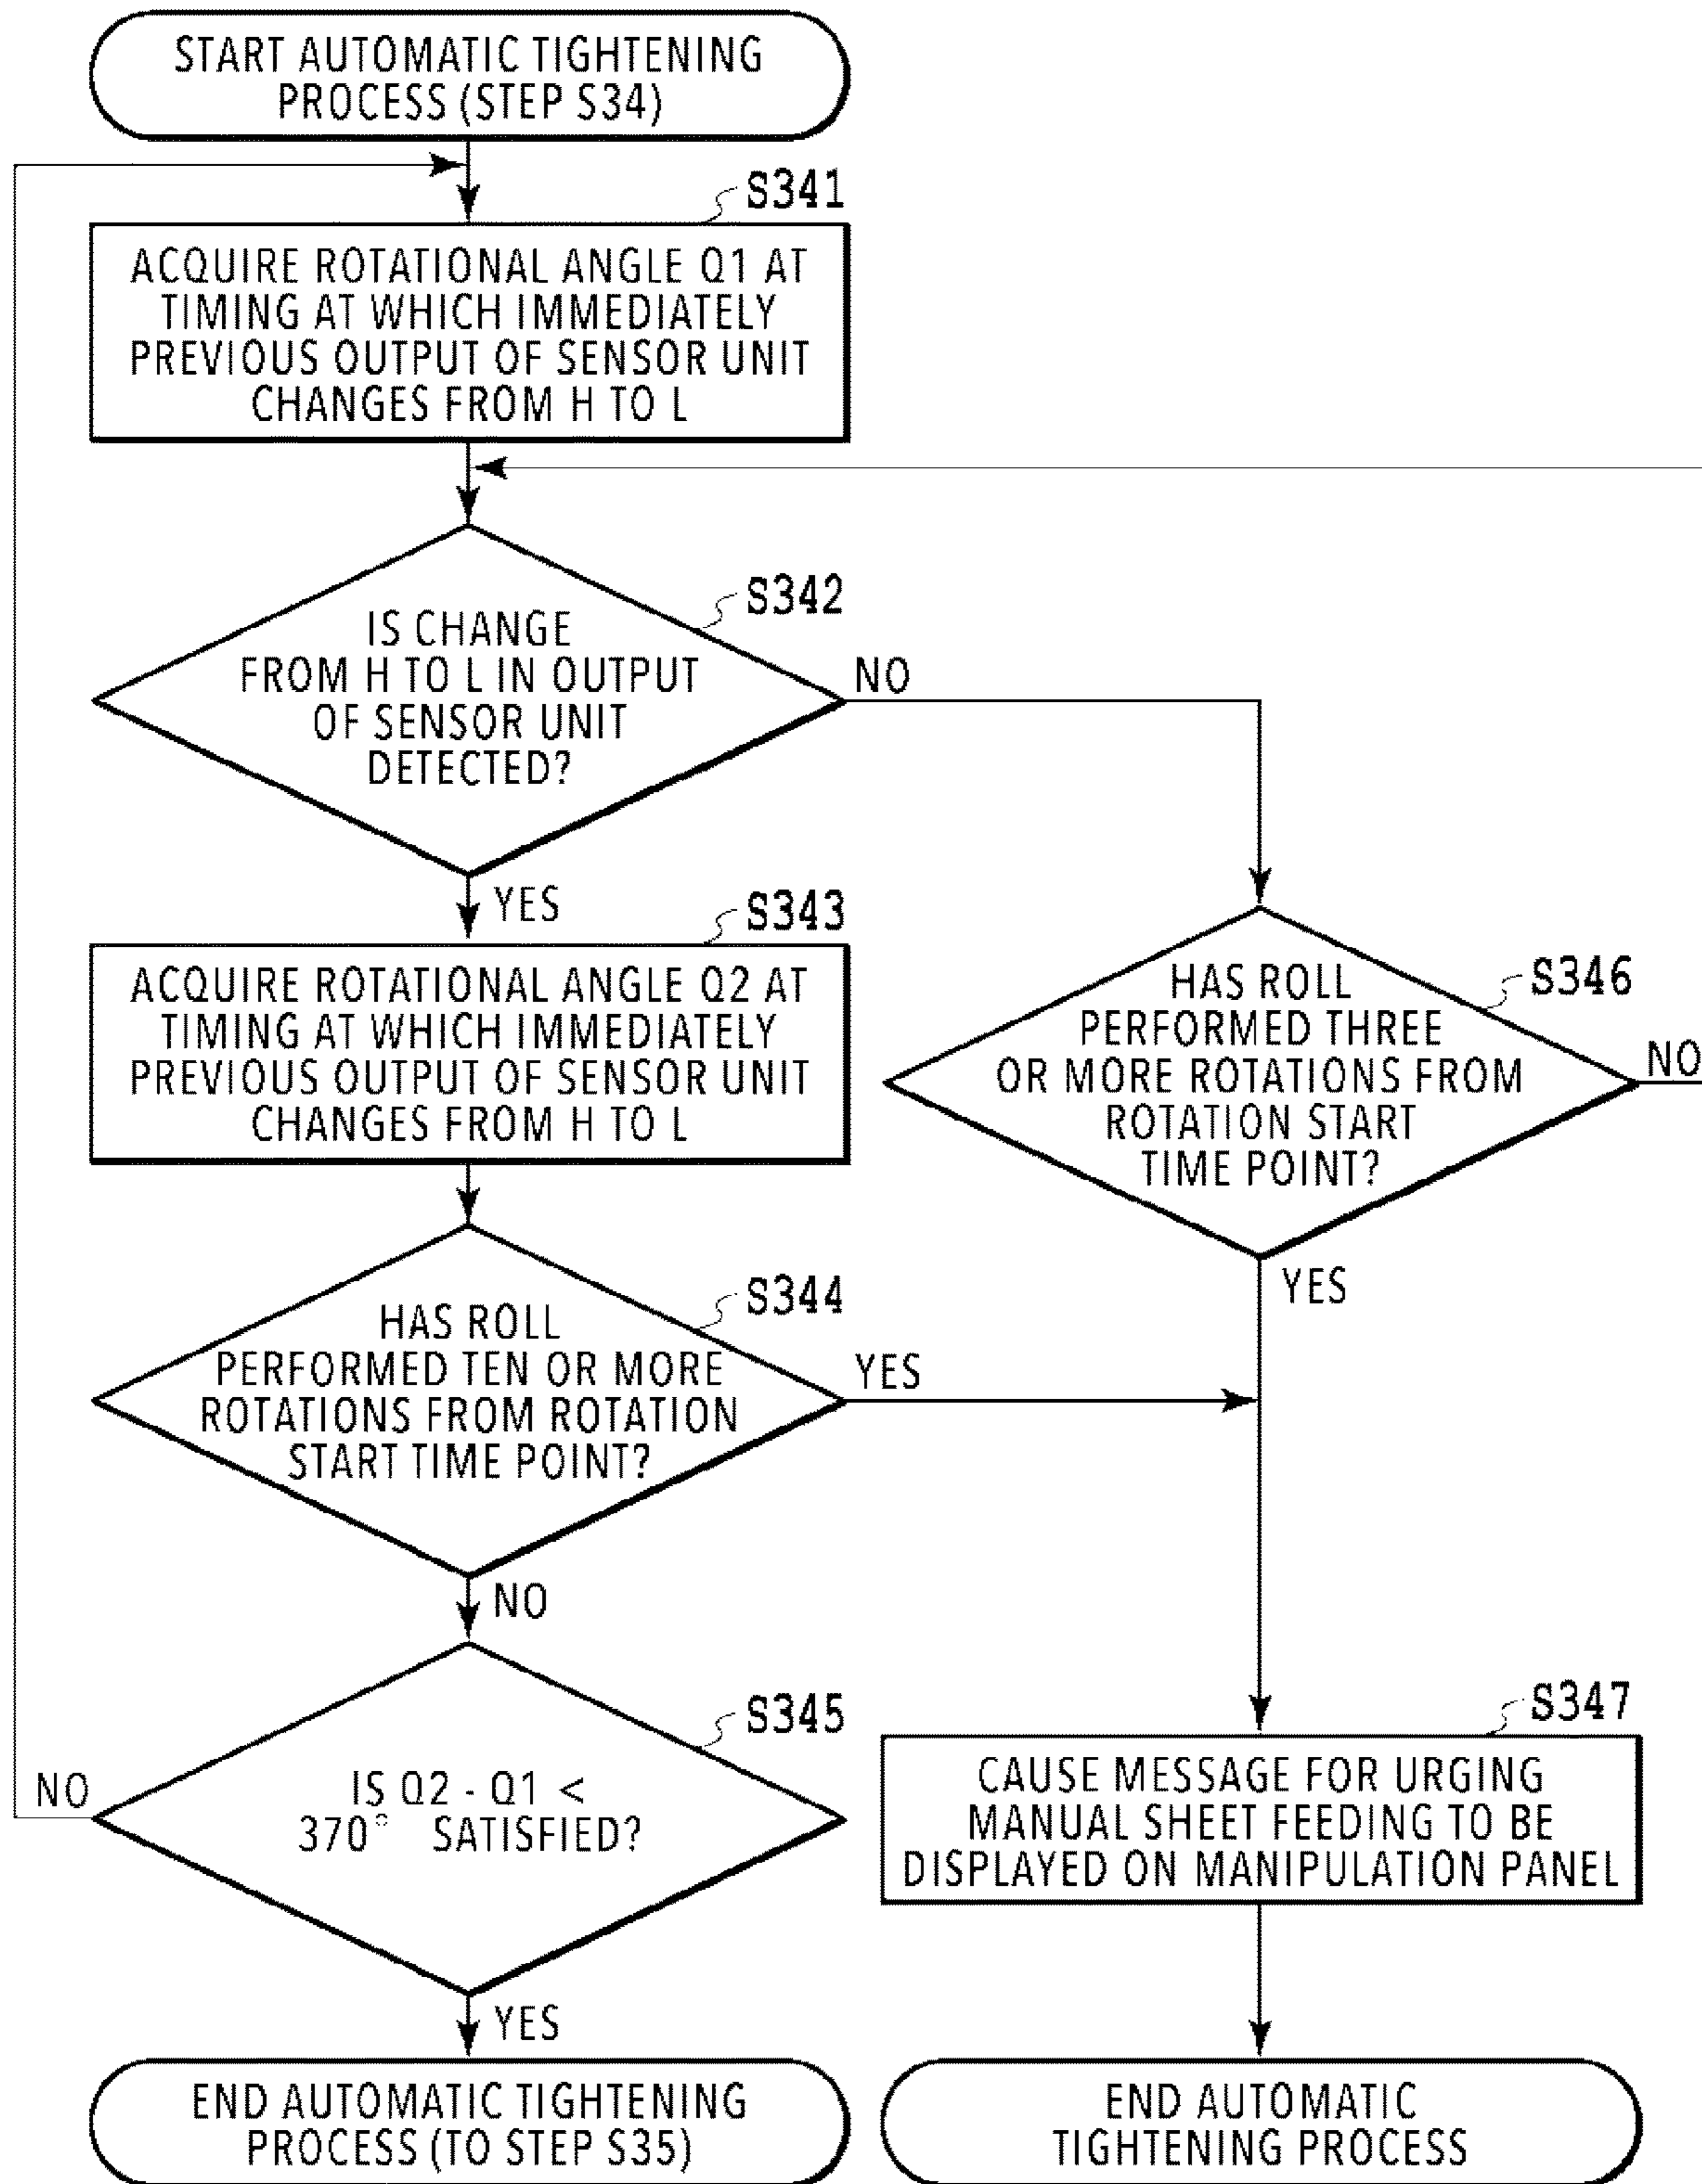 START AUTOMATIC TIGHTENING
PROCESS (STEP S34)
S341
ACQUIRE ROTATIONAL ANGLE Q1 AT
TIMING AT WHICH IMMEDIATELY
PREVIOUS OUTPUT OF SENSOR UNIT
CHANGES FROM H TO L
S342
IS CHANGE
FROM H TO L IN OUTPUT
OF SENSOR UNIT
DETECTED?
NO
YES
S343
ACQUIRE ROTATIONAL ANGLE Q2 AT
TIMING AT WHICH IMMEDIATELY
PREVIOUS OUTPUT OF SENSOR UNIT
CHANGES FROM H TO L
S346
HAS ROLL
PERFORMED THREE
OR MORE ROTATIONS FROM
ROTATION START
TIME POINT?
NO
YES
S344
HAS ROLL
PERFORMED TEN OR MORE
ROTATIONS FROM ROTATION
START TIME POINT?
YES
NO
S345
IS Q2 - Q1 <
370° SATISFIED?
NO
YES
S347
CAUSE MESSAGE FOR URGING
MANUAL SHEET FEEDING TO BE
DISPLAYED ON MANIPULATION PANEL
END AUTOMATIC TIGHTENING
PROCESS (TO STEP S35)
END AUTOMATIC
TIGHTENING PROCESS